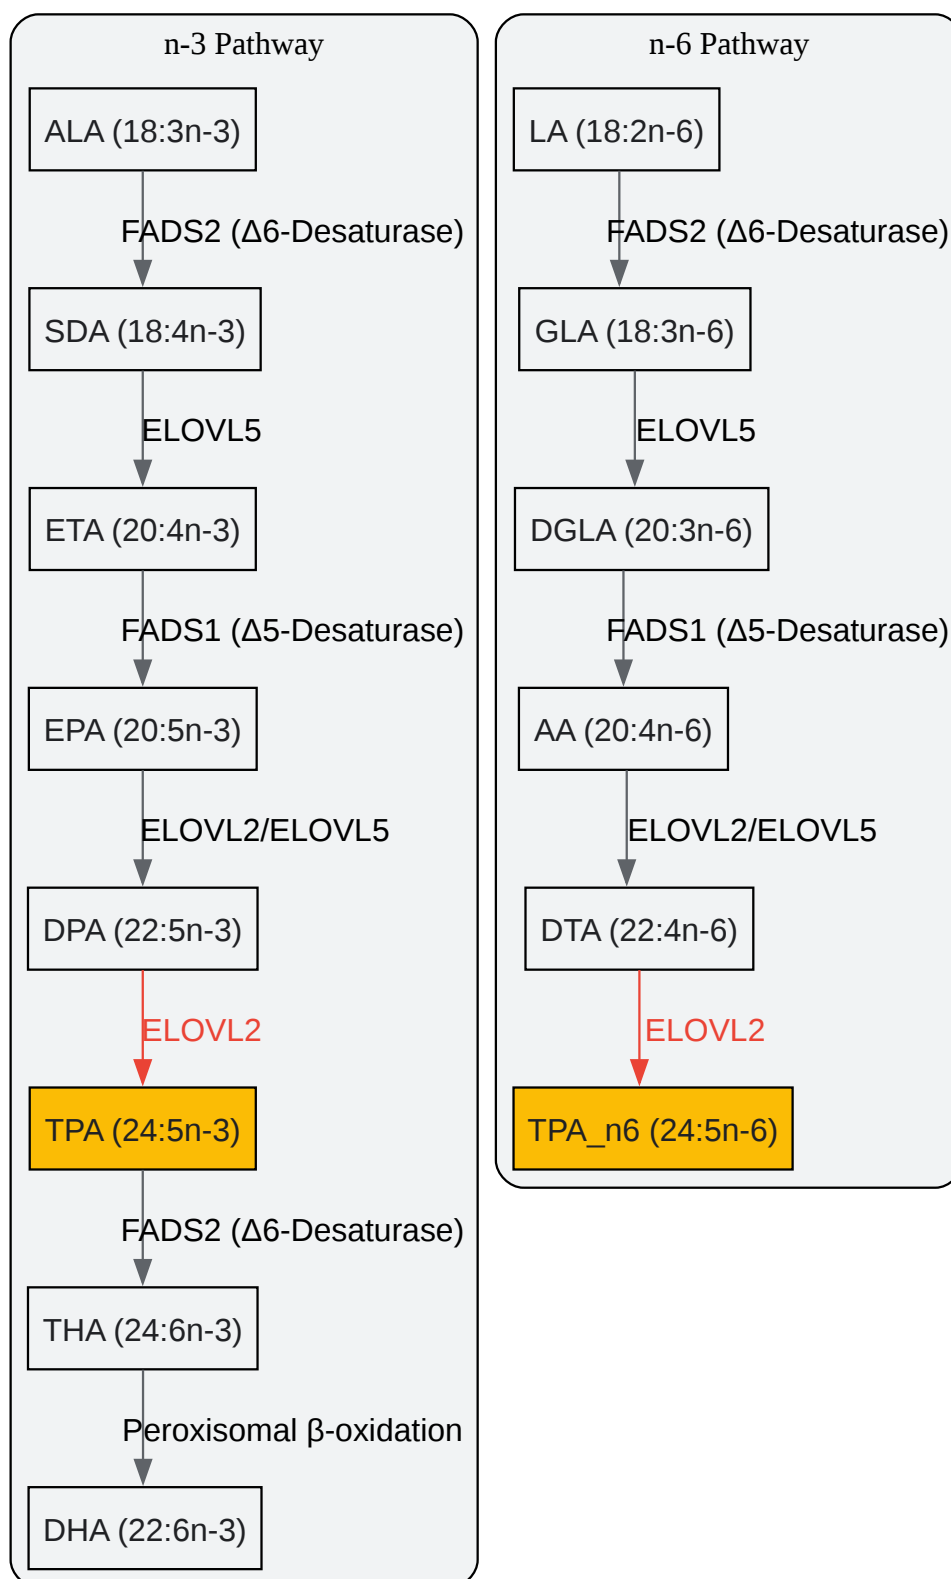 n-3 Pathway
ALA (18:3n-3)
FADS2 (Δ6-Desaturase)
SDA (18:4n-3)
ELOVL5
ETA (20:4n-3)
FADS1 (Δ5-Desaturase)
EPA (20:5n-3)
ELOVL2/ELOVL5
DPA (22:5n-3)
ELOVL2
TPA (24:5n-3)
FADS2 (Δ6-Desaturase)
THA (24:6n-3)
Peroxisomal β-oxidation
DHA (22:6n-3)
n-6 Pathway
LA (18:2n-6)
FADS2 (Δ6-Desaturase)
GLA (18:3n-6)
ELOVL5
DGLA (20:3n-6)
FADS1 (Δ5-Desaturase)
AA (20:4n-6)
ELOVL2/ELOVL5
DTA (22:4n-6)
ELOVL2
TPA_n6 (24:5n-6)